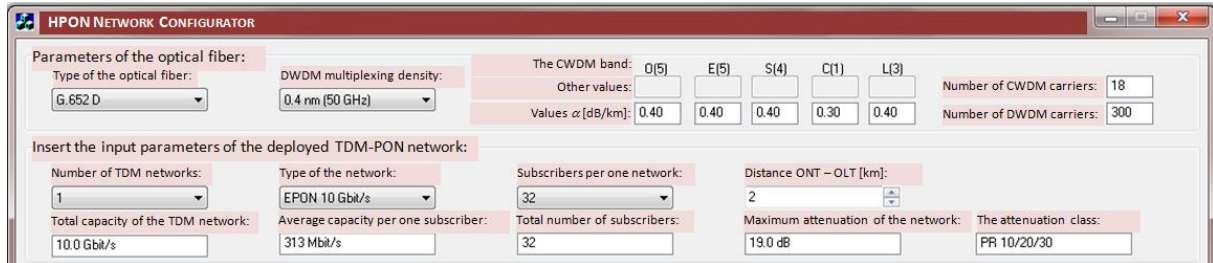 HPON NETWORK CONFIGURATOR
Parameters of the optical fiber:
Type of the optical fiber:
G.652 D
DWDM multiplexing density:
0.4 nm (50 GHz)
The CWDM band: O(5) E(5) S(4) C(1) L(3)
Other values:
Values α [dB/km]: 0.40 0.40 0.40 0.30 0.40
Number of CWDM carriers: 18
Number of DWDM carriers: 300
Insert the input parameters of the deployed TDM-PON network:
Number of TDM networks: Type of the network: Subscribers per one network: Distance ONT – OLT [km]:
1 EPON 10 Gbit/s 32 2
Total capacity of the TDM network: Average capacity per one subscriber: Total number of subscribers: Maximum attenuation of the network: The attenuation class:
10.0 Gbit/s 313 Mbit/s 32 19.0 dB PR 10/20/30